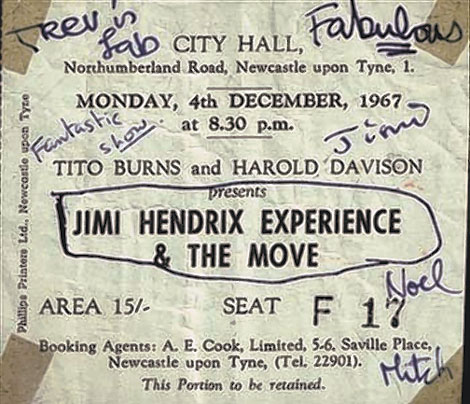 Trev is
fab
Fabulous
CITY HALL,
Northumberland Road, Newcastle upon Tyne, 1.
MONDAY, 4th DECEMBER, 1967
at 8.30 p.m.
Fantastic
show.
Jimi
TITO BURNS and HAROLD DAVISON
presents
JIMI HENDRIX EXPERIENCE
& THE MOVE
Noel
AREA 15/- SEAT F 17
Booking Agents: A. E. Cook, Limited, 5-6, Saville Place,
Newcastle upon Tyne, (Tel. 22901).
Mitch
This Portion to be retained.
Phillips Printers Ltd., Newcastle upon Tyne